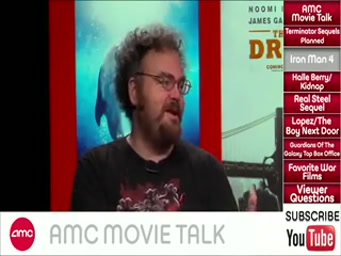 NOOMI
JAMES GA
TH
DR
AMC
Movie Talk
Terminator Sequels
Planned
Iron Man 4
Halle Berry/
Kidnap
Real Steel
Sequel
Lopez/The
Boy Next Door
Guardians Of The
Galaxy Top Box Office
Favorite War
Films
Viewer
Questions
amc
AMC MOVIE TALK
SUBSCRIBE
YouTube